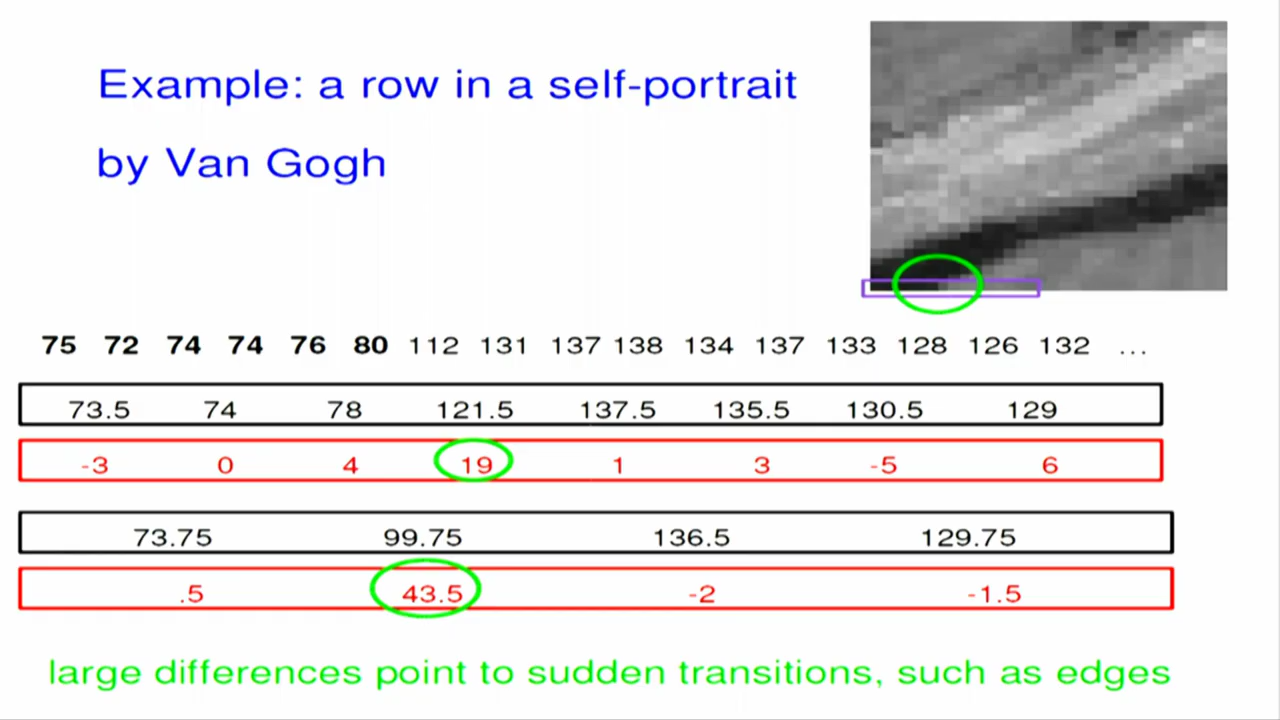 Example: a row in a self-portrait
by Van Gogh
75 72 74 74 76 80 112 131 137 138 134 137 133 128 126 132 ...
73.5 74 78 121.5 137.5 135.5 130.5 129
-3 0 4 19 1 3 -5 6
73.75 99.75 136.5 129.75
.5 43.5 -2 -1.5
large differences point to sudden transitions, such as edges